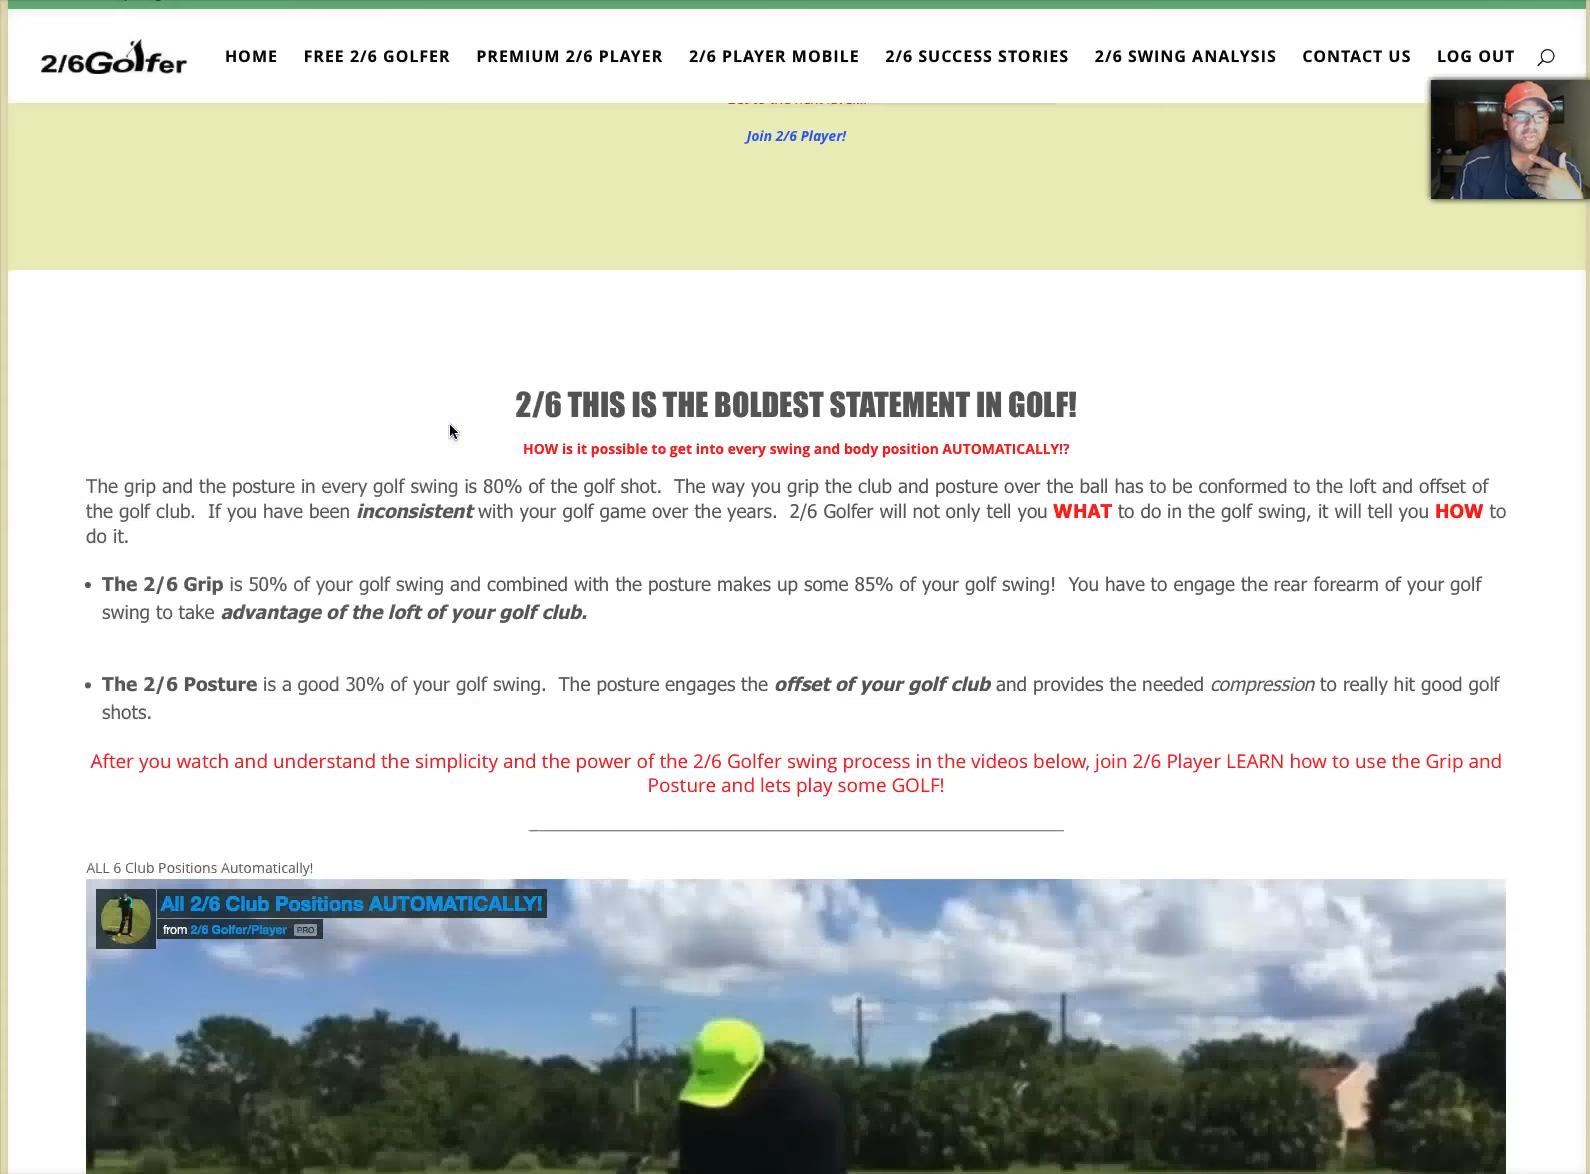 2/6Golfer
HOME FREE 2/6 GOLFER PREMIUM 2/6 PLAYER 2/6 PLAYER MOBILE 2/6 SUCCESS STORIES 2/6 SWING ANALYSIS CONTACT US LOG OUT
Join 2/6 Player!
2/6 THIS IS THE BOLDEST STATEMENT IN GOLF!
HOW is it possible to get into every swing and body position AUTOMATICALLY!?
The grip and the posture in every golf swing is 80% of the golf shot. The way you grip the club and posture over the ball has to be conformed to the loft and offset of
the golf club. If you have been inconsistent with your golf game over the years. 2/6 Golfer will not only tell you WHAT to do in the golf swing, it will tell you HOW to
do it.
• The 2/6 Grip is 50% of your golf swing and combined with the posture makes up some 85% of your golf swing! You have to engage the rear forearm of your golf
swing to take advantage of the loft of your golf club.
• The 2/6 Posture is a good 30% of your golf swing. The posture engages the offset of your golf club and provides the needed compression to really hit good golf
shots.
After you watch and understand the simplicity and the power of the 2/6 Golfer swing process in the videos below, join 2/6 Player LEARN how to use the Grip and
Posture and lets play some GOLF!
ALL 6 Club Positions Automatically!
All 2/6 Club Positions AUTOMATICALLY!
from 2/6 Golfer/Player PRO